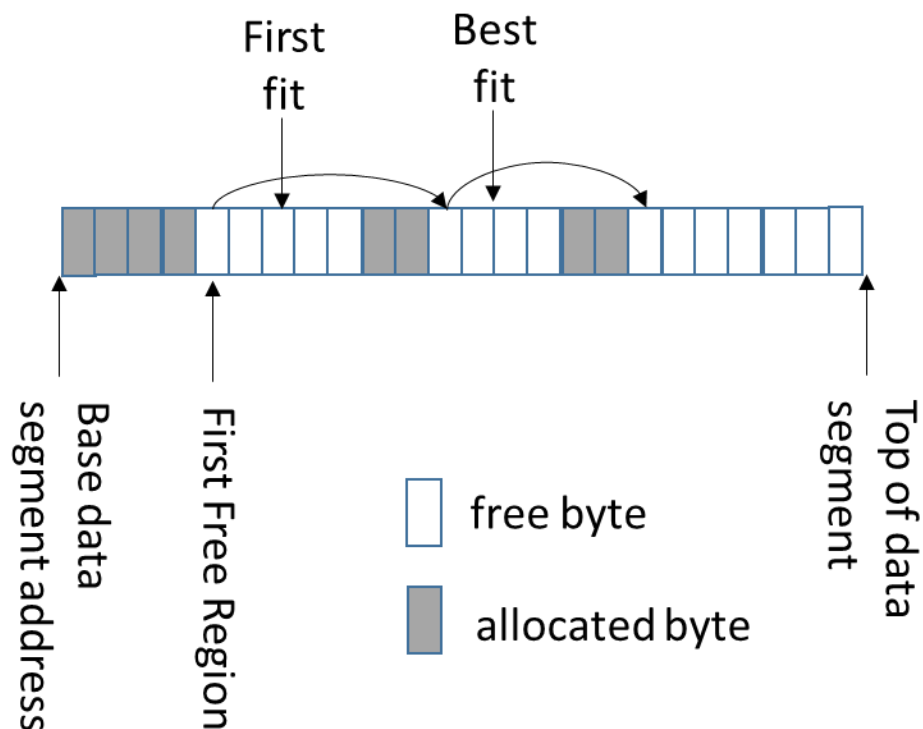 First
fit
Best
fit
Base data
segment address
First Free Region
Top of data
segment
free byte
allocated byte